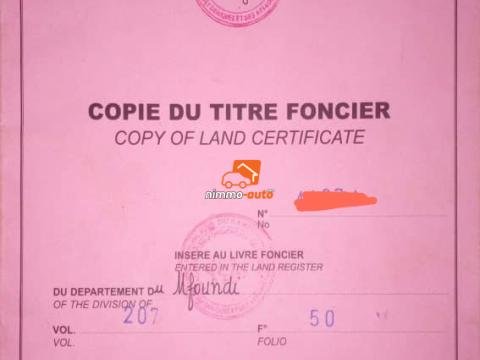 COPIE DU TITRE FONCIER
COPY OF LAND CERTIFICATE
nimmo-auto
N°
No
INSERE AU LIVRE FONCIER
ENTERED IN THE LAND REGISTER
DU DEPARTEMENT Du Mfoundi
OF THE DIVISION OF
VOL. 207 F° 50
VOL. FOLIO